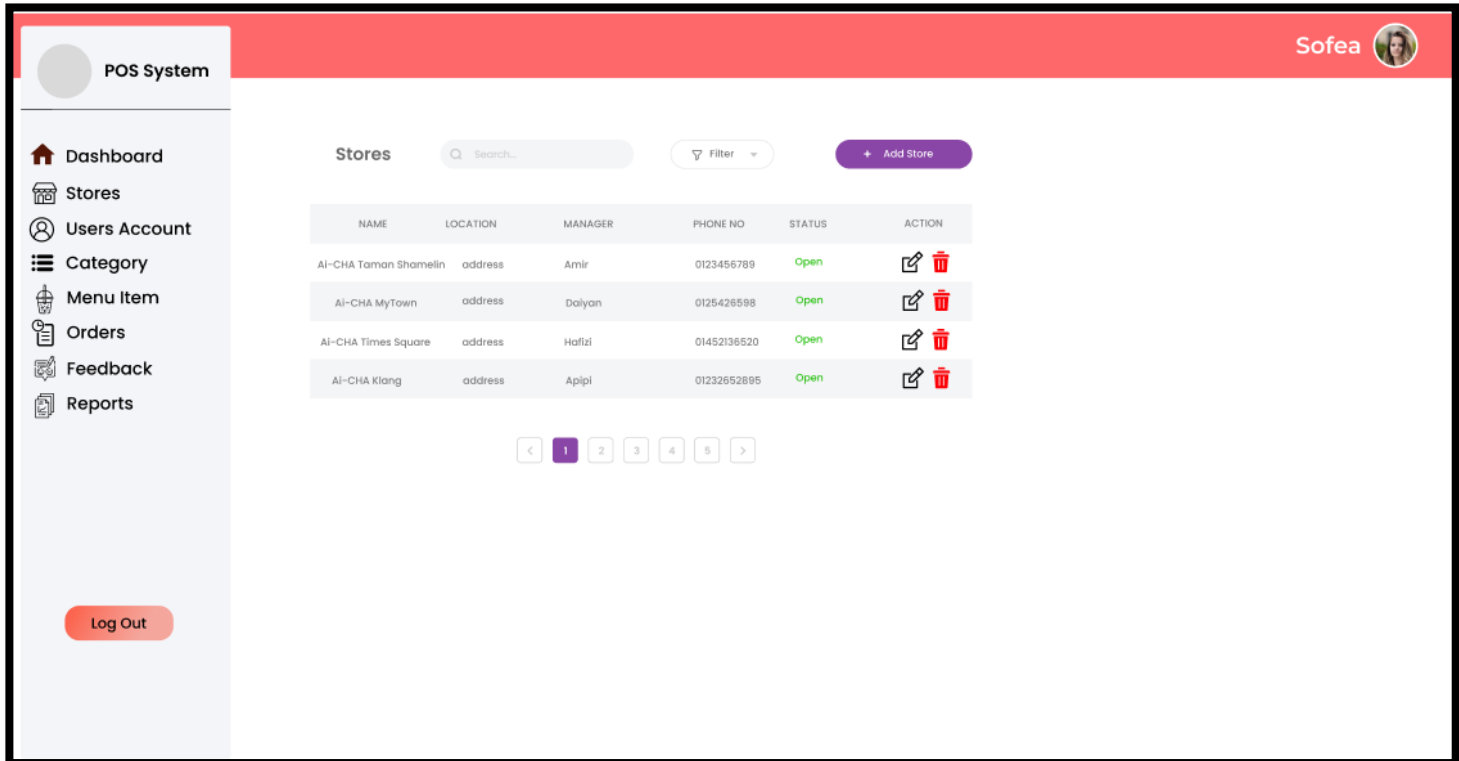 Sofea
POS System
Dashboard
Stores
Users Account
Category
Menu Item
Orders
Feedback
Reports
Log Out
Stores Search... Filter + Add Store
NAME LOCATION MANAGER PHONE NO STATUS ACTION
Ai-CHA Taman Shamelin address Amir 0123456789 Open
Ai-CHA MyTown address Daiyan 0125426598 Open
Ai-CHA Times Square address Hafizi 01452136520 Open
Ai-CHA Klang address Apipi 01232652895 Open
< 1 2 3 4 5 >